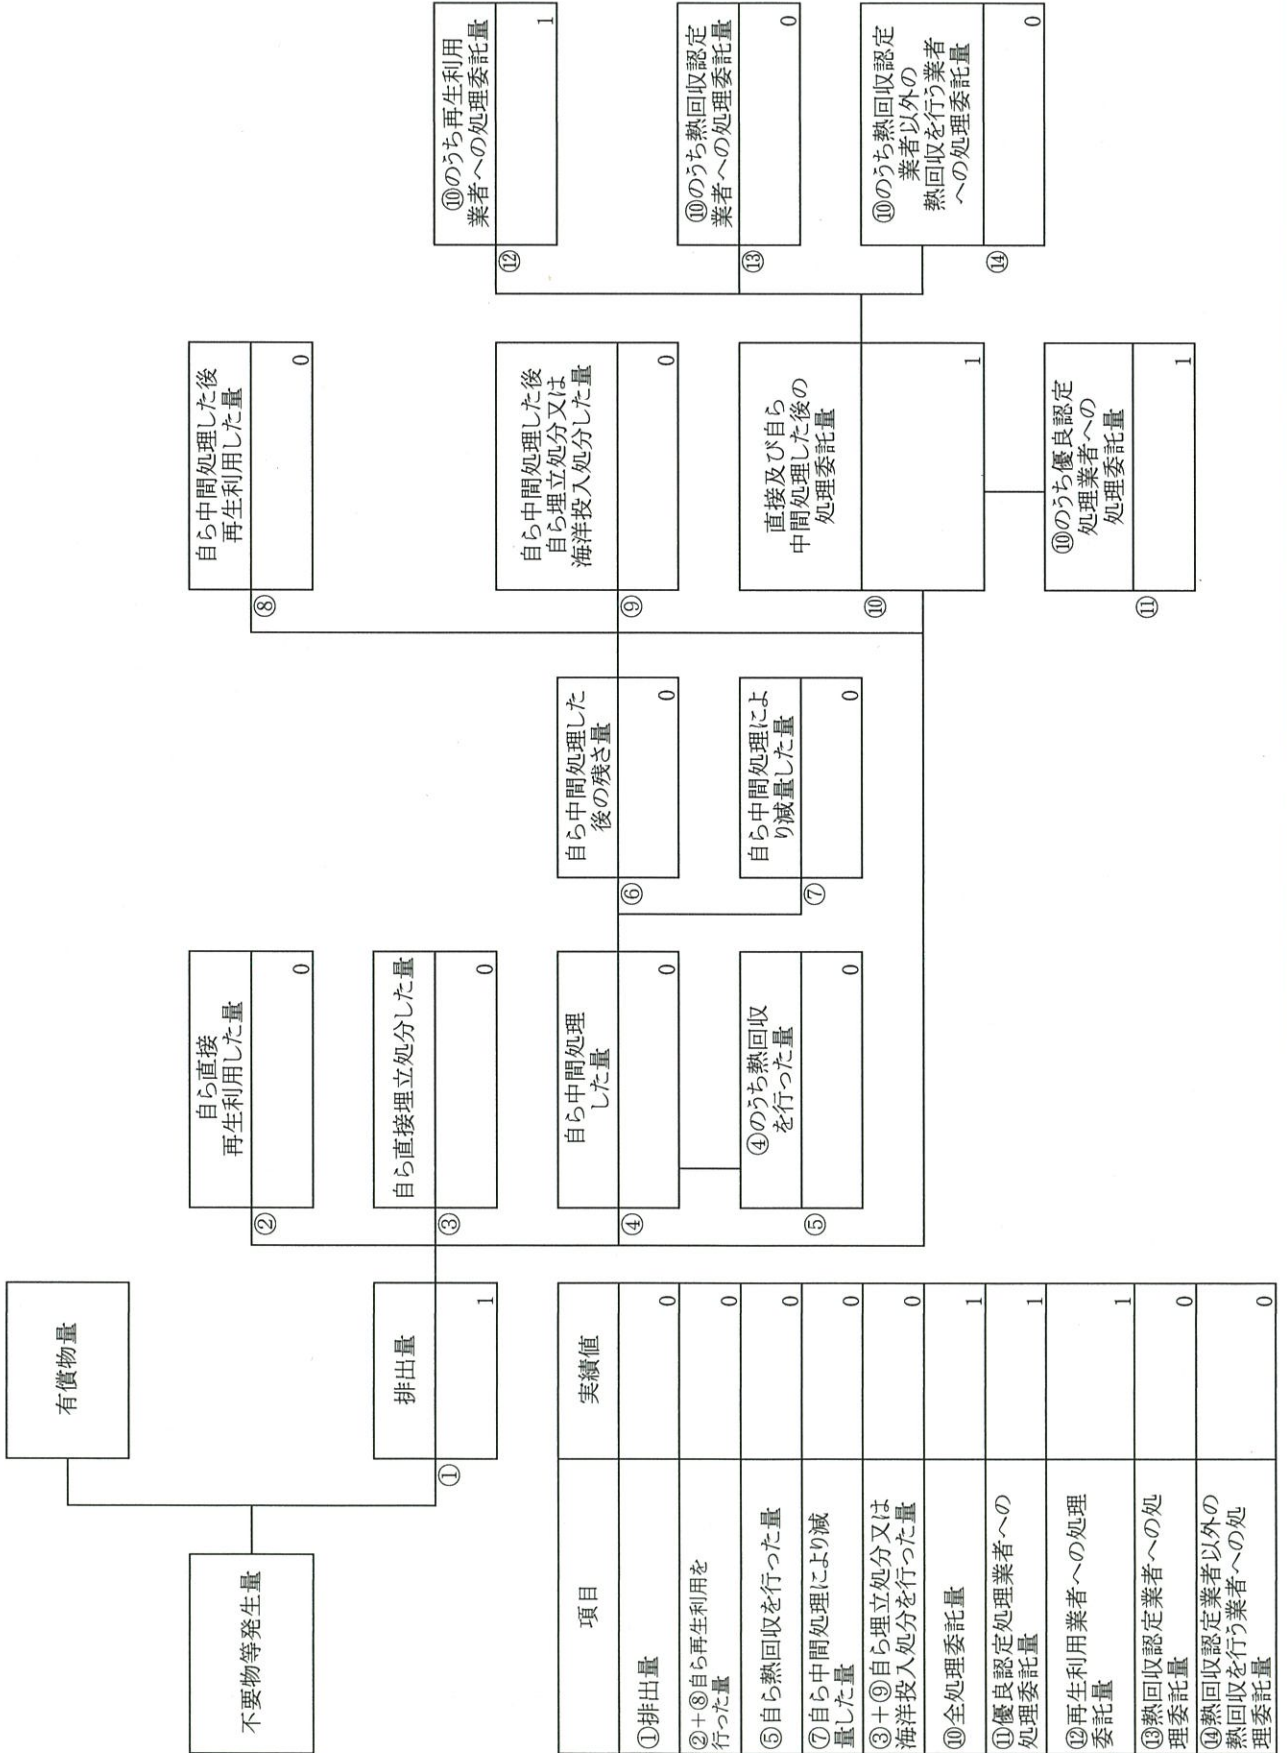 不要物等発生量
有償物量
排出量
①
1
自ら直接
再生利用した量
②
0
自ら直接埋立処分した量
③
0
自ら中間処理
した量
④
0
④のうち熱回収
を行った量
⑤
0
自ら中間処理した
後の残さ量
⑥
0
自ら中間処理によ
り減量した量
⑦
0
自ら中間処理した後
再生利用した量
⑧
0
自ら中間処理した後
自ら埋立処分又は
海洋投入処分した量
⑨
0
直接及び自ら
中間処理した後の
処理委託量
⑩
1
⑩のうち優良認定
処理業者への
処理委託量
⑪
1
⑩のうち再生利用
業者への処理委託量
⑫
1
⑩のうち熱回収認定
業者への処理委託量
⑬
0
⑩のうち熱回収認定
業者以外の
熱回収を行う業者
への処理委託量
⑭
0
項目 実績値
①排出量 0
②+⑧自ら再生利用を
行った量 0
⑤自ら熱回収を行った量 0
⑦自ら中間処理により減
量した量 0
③+⑨自ら埋立処分又は
海洋投入処分を行った量 0
⑩全処理委託量 1
⑪優良認定処理業者への
処理委託量 1
⑫再生利用業者への処理
委託量 1
⑬熱回収認定業者への処
理委託量 0
⑭熱回収認定業者以外の
熱回収を行う業者への処
理委託量 0